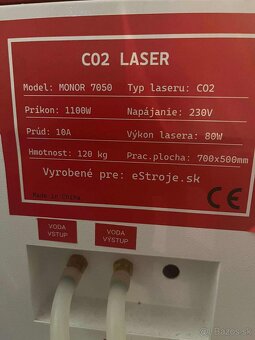 CO2 LASER
Model: MONOR 7050 Typ laseru: CO2
Príkon: 1100W Napájanie: 230V
Prúd: 10A Výkon lasera: 80W
Hmotnosť: 120 kg Prac.plocha: 700x500mm
Vyrobené pre: eStroje.sk
Made in China
CE
VODA VSTUP
VODA VÝSTUP
Bazos.sk